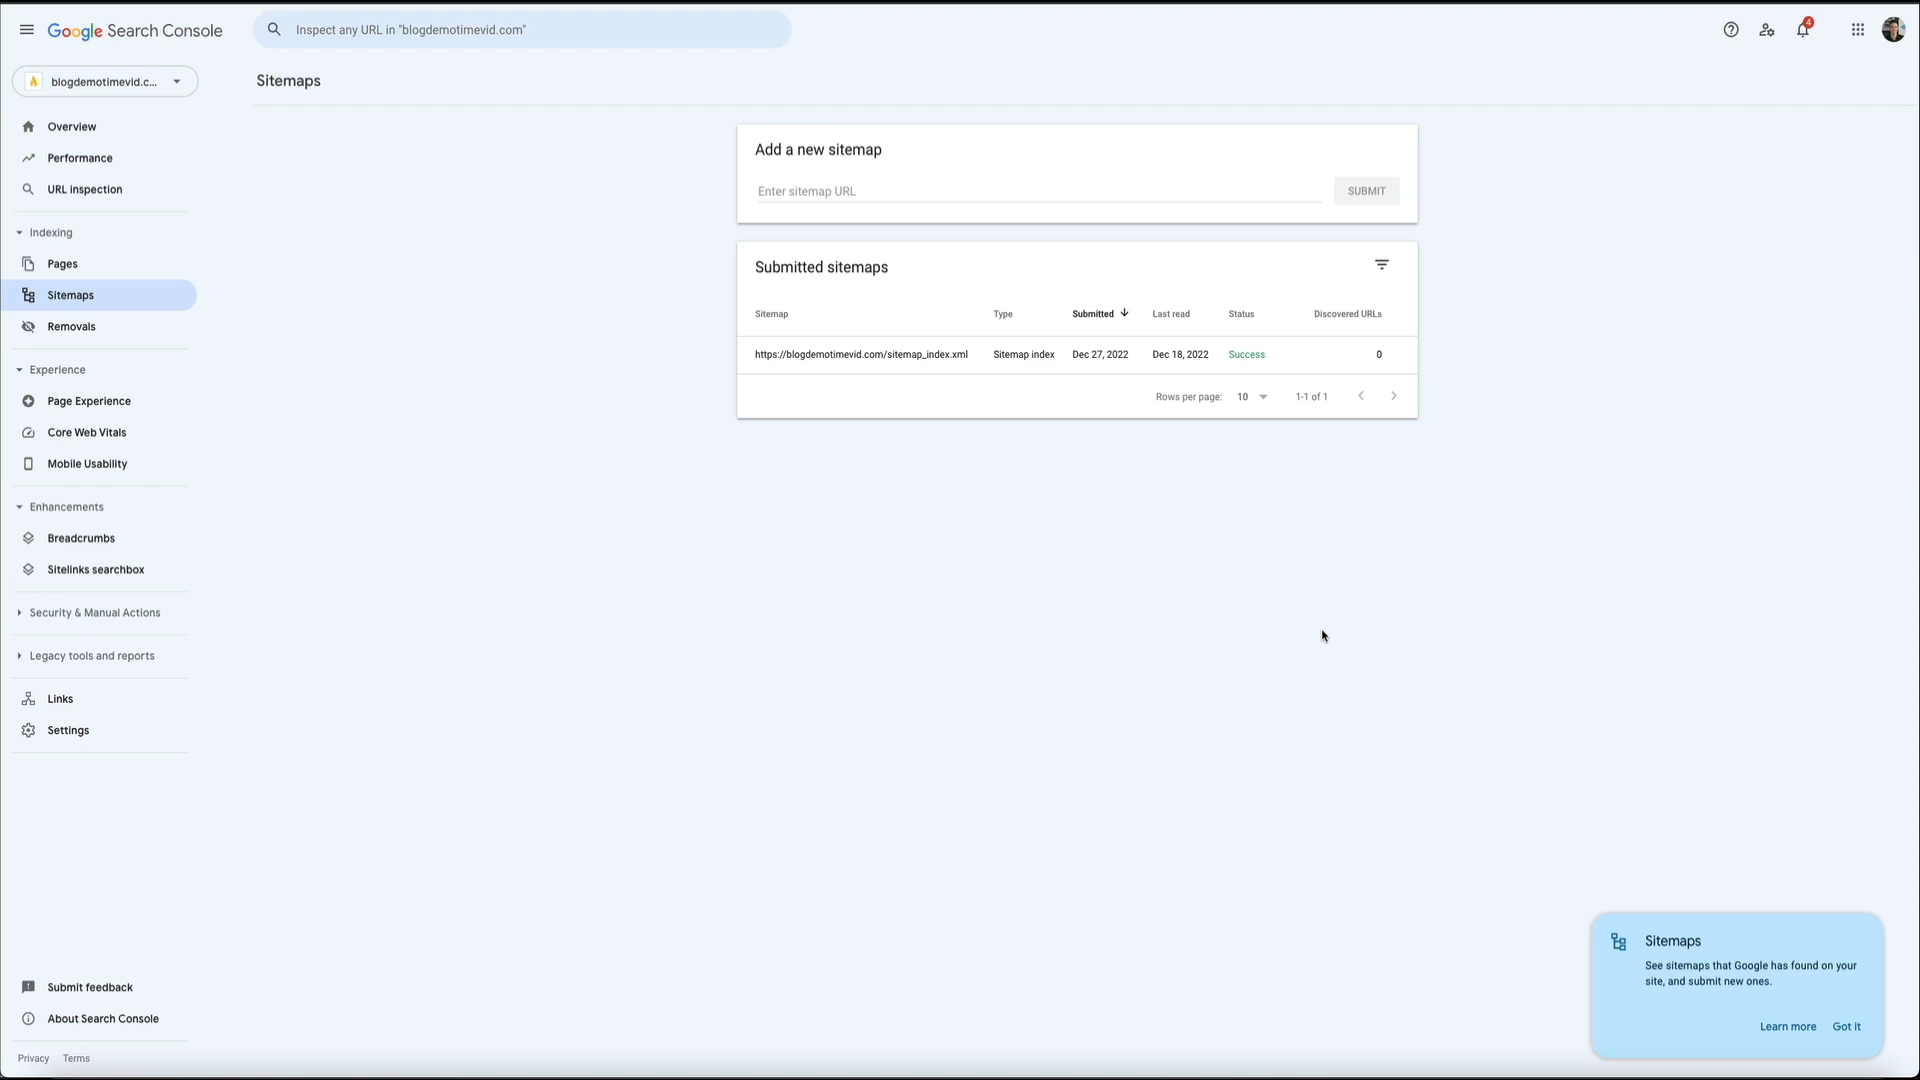 Google Search Console
Inspect any URL in "blogdemotimevid.com"
4
blogdemotimevid.c...
Sitemaps
Overview
Performance
URL inspection
Indexing
Pages
Sitemaps
Removals
Experience
Page Experience
Core Web Vitals
Mobile Usability
Enhancements
Breadcrumbs
Sitelinks searchbox
Security & Manual Actions
Legacy tools and reports
Links
Settings
Submit feedback
About Search Console
Privacy Terms
Add a new sitemap
Enter sitemap URL
SUBMIT
Submitted sitemaps
Sitemap Type Submitted Last read Status Discovered URLs
https://blogdemotimevid.com/sitemap_index.xml Sitemap index Dec 27, 2022 Dec 18, 2022 Success 0
Rows per page: 10 1-1 of 1
Sitemaps
See sitemaps that Google has found on your
site, and submit new ones.
Learn more Got it